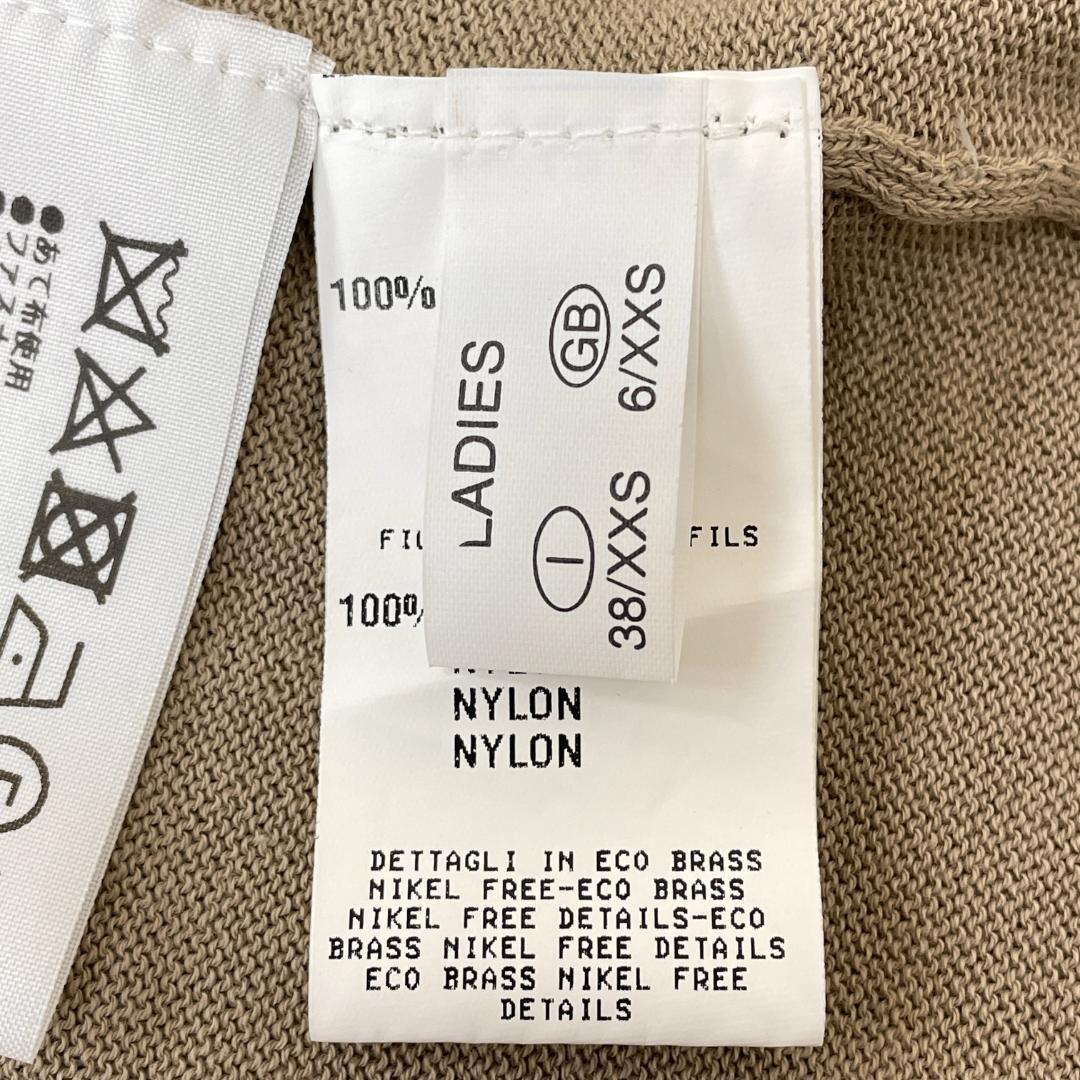 あて布使用
100%
LADIES
GB
6/XXS
I
38/XXS
FILS
100%
NYLON
NYLON
DETTAGLI IN ECO BRASS
NIKEL FREE-ECO BRASS
NIKEL FREE DETAILS-ECO
BRASS NIKEL FREE DETAILS
ECO BRASS NIKEL FREE
DETAILS